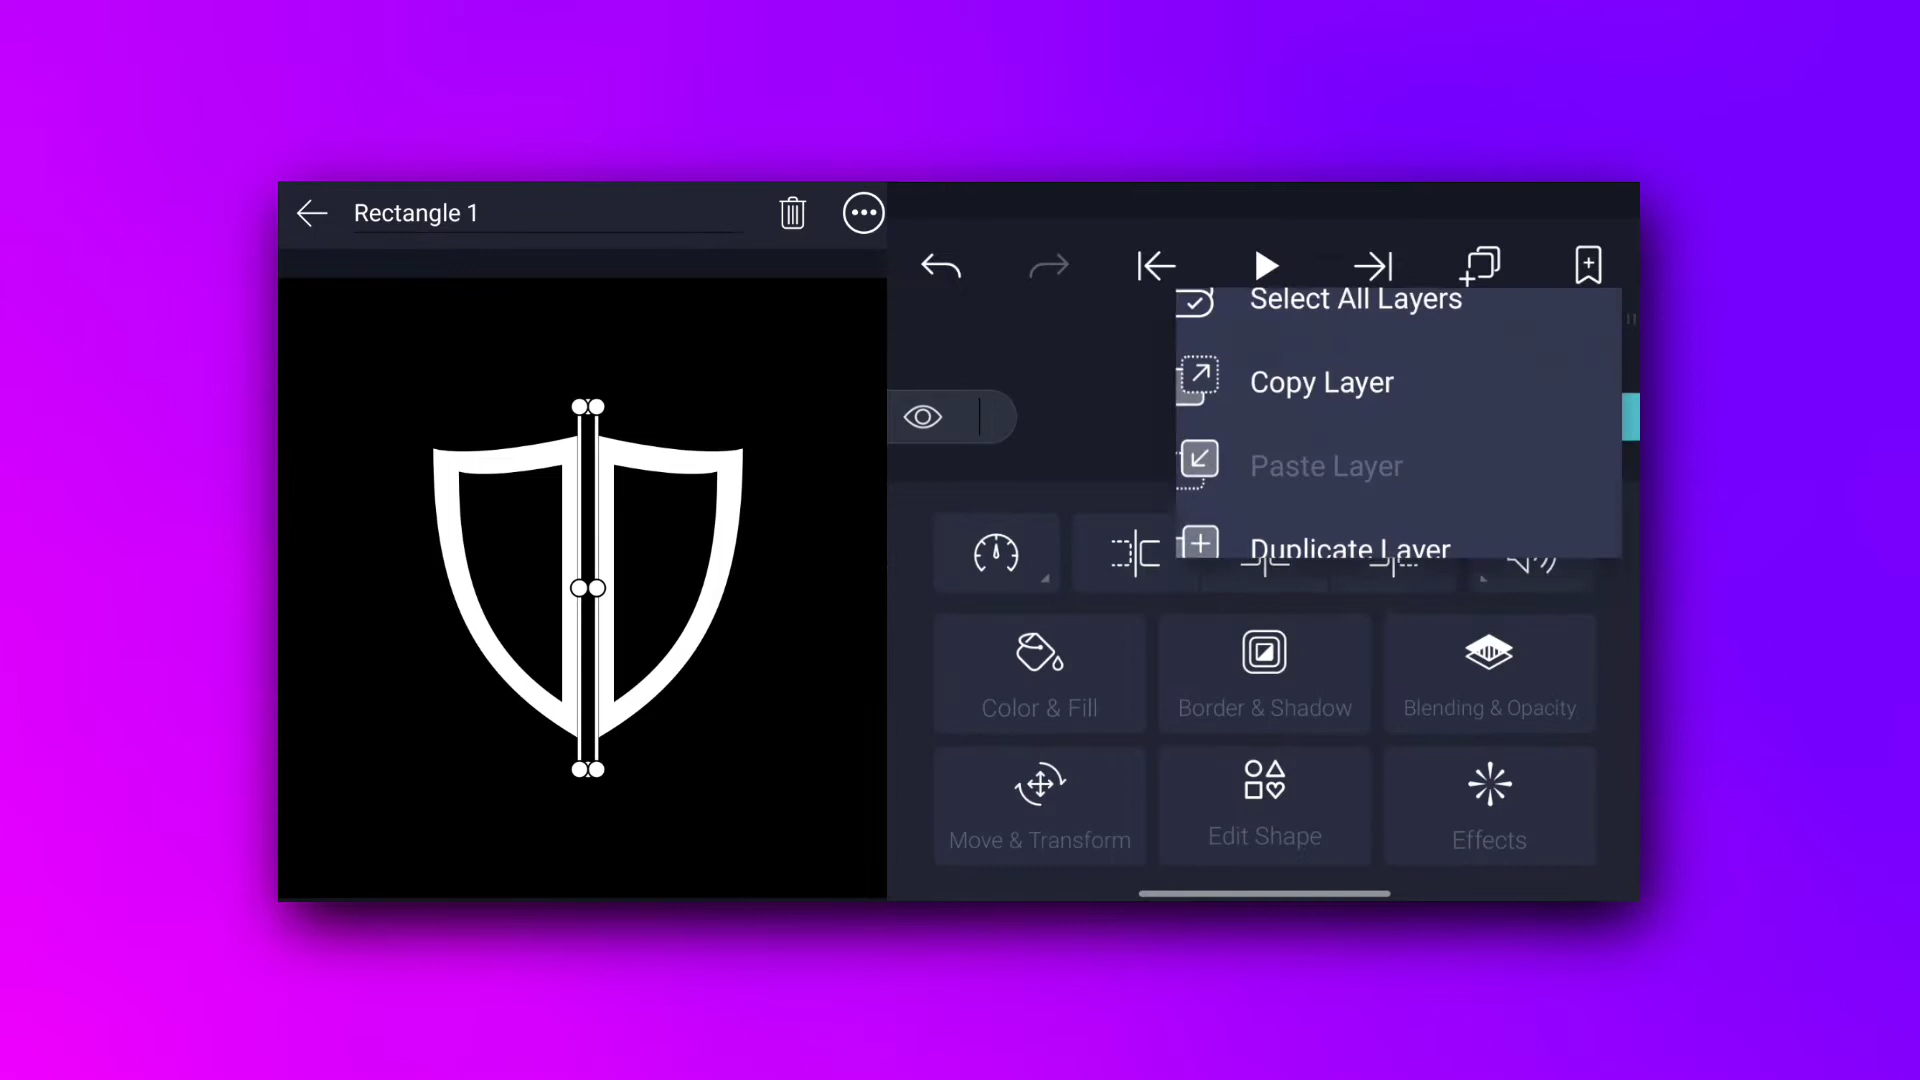 Rectangle 1
Select All Layers
Copy Layer
Paste Layer
Duplicate Layer
Color & Fill
Border & Shadow
Blending & Opacity
Move & Transform
Edit Shape
Effects